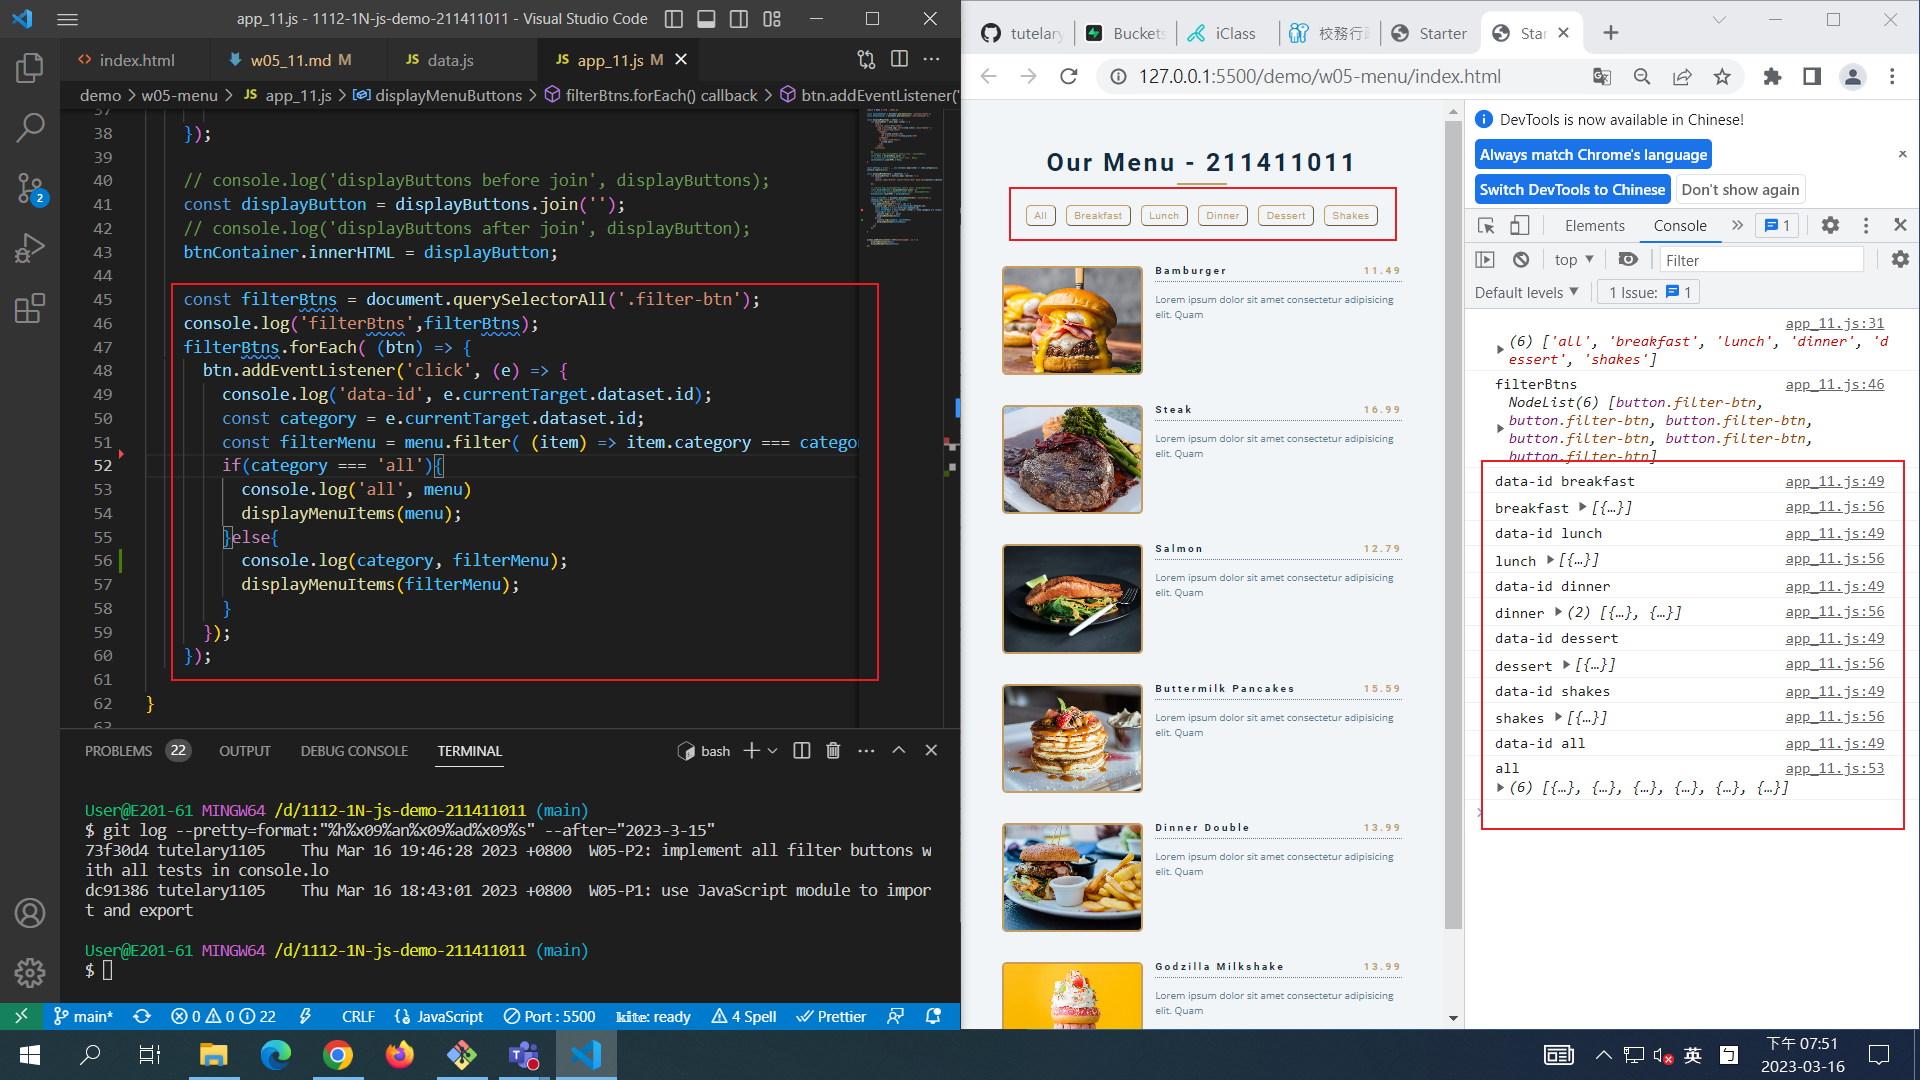 app_11.js - 1112-1N-js-demo-211411011 - Visual Studio Code
index.html
w05_11.md M
JS data.js
JS app_11.js M
demo > w05-menu > JS app_11.js > displayMenuButtons > filterBtns.forEach() callback > btn.addEventListener('
37
38 });
39
40 // console.log('displayButtons before join', displayButtons);
41 const displayButton = displayButtons.join('');
42 // console.log('displayButtons after join', displayButton);
43 btnContainer.innerHTML = displayButton;
44
45 const filterBtns = document.querySelectorAll('.filter-btn');
46 console.log('filterBtns',filterBtns);
47 filterBtns.forEach( (btn) => {
48 btn.addEventListener('click', (e) => {
49 console.log('data-id', e.currentTarget.dataset.id);
50 const category = e.currentTarget.dataset.id;
51 const filterMenu = menu.filter( (item) => item.category === catego
52 if(category === 'all'){
53 console.log('all', menu)
54 displayMenuItems(menu);
55 }else{
56 console.log(category, filterMenu);
57 displayMenuItems(filterMenu);
58 }
59 });
60 });
61
62 }
63
PROBLEMS 22 OUTPUT DEBUG CONSOLE TERMINAL bash
User@E201-61 MINGW64 /d/1112-1N-js-demo-211411011 (main)
$ git log --pretty=format:"%h%x09%an%x09%ad%x09%s" --after="2023-3-15"
73f30d4 tutelary1105 Thu Mar 16 19:46:28 2023 +0800 W05-P2: implement all filter buttons w
ith all tests in console.lo
dc91386 tutelary1105 Thu Mar 16 18:43:01 2023 +0800 W05-P1: use JavaScript module to impor
t and export
User@E201-61 MINGW64 /d/1112-1N-js-demo-211411011 (main)
$
2
main* 0 0 22 CRLF JavaScript Port : 5500 kite: ready 4 Spell Prettier
tutelary
Buckets
iClass
校務行政
Starter
Star
127.0.0.1:5500/demo/w05-menu/index.html
Our Menu - 211411011
All Breakfast Lunch Dinner Dessert Shakes
Bamburger 11.49
Lorem ipsum dolor sit amet consectetur adipisicing
elit. Quam
Steak 16.99
Lorem ipsum dolor sit amet consectetur adipisicing
elit. Quam
Salmon 12.79
Lorem ipsum dolor sit amet consectetur adipisicing
elit. Quam
Buttermilk Pancakes 15.59
Lorem ipsum dolor sit amet consectetur adipisicing
elit. Quam
Dinner Double 13.99
Lorem ipsum dolor sit amet consectetur adipisicing
elit. Quam
Godzilla Milkshake 13.99
Lorem ipsum dolor sit amet consectetur adipisicing
elit. Quam
DevTools is now available in Chinese!
Always match Chrome's language
Switch DevTools to Chinese Don't show again
Elements Console 1
top Filter
Default levels 1 Issue: 1
app_11.js:31
(6) ['all', 'breakfast', 'lunch', 'dinner', 'd
essert', 'shakes']
filterBtns app_11.js:46
NodeList(6) [button.filter-btn,
button.filter-btn, button.filter-btn,
button.filter-btn, button.filter-btn,
button.filter-btn]
data-id breakfast app_11.js:49
breakfast [{…}] app_11.js:56
data-id lunch app_11.js:49
lunch [{…}] app_11.js:56
data-id dinner app_11.js:49
dinner (2) [{…}, {…}] app_11.js:56
data-id dessert app_11.js:49
dessert [{…}] app_11.js:56
data-id shakes app_11.js:49
shakes [{…}] app_11.js:56
data-id all app_11.js:49
all app_11.js:53
(6) [{…}, {…}, {…}, {…}, {…}, {…}]
英 ㄅ
下午 07:51
2023-03-16